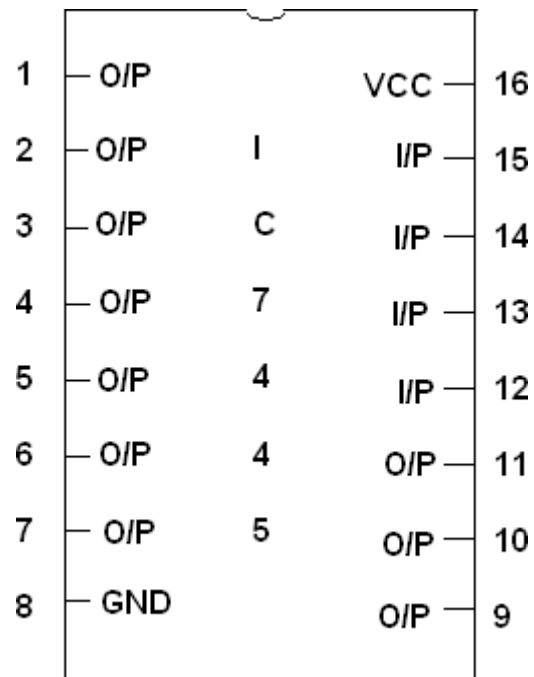 1 O/P VCC 16
2 O/P I I/P 15
3 O/P C I/P 14
4 O/P 7 I/P 13
5 O/P 4 I/P 12
6 O/P 4 O/P 11
7 O/P 5 O/P 10
8 GND O/P 9